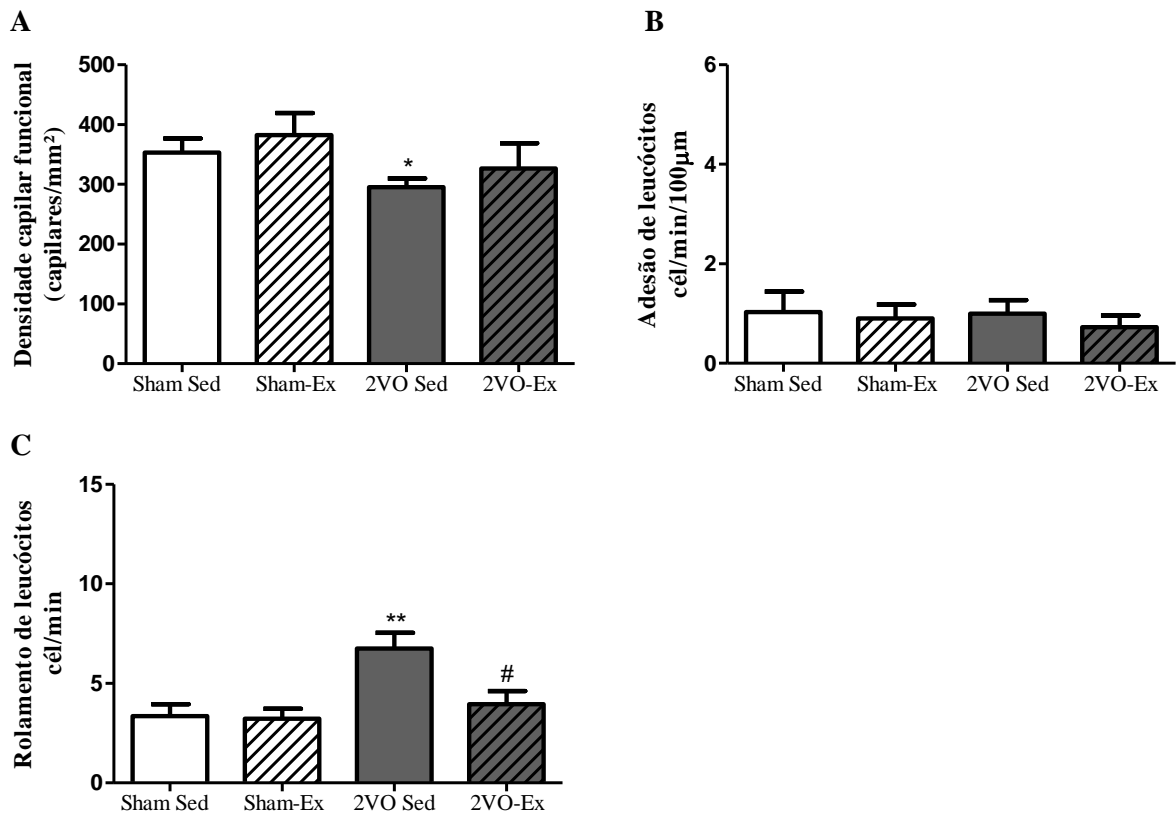 A
Densidade capilar funcional
(capilares/mm²)
500
400
300
200
100
0
*
Sham Sed Sham-Ex 2VO Sed 2VO-Ex
B
Adesão de leucócitos
cél/min/100µm
6
4
2
0
Sham Sed Sham-Ex 2VO Sed 2VO-Ex
C
Rolamento de leucócitos
cél/min
15
10
5
0
**
#
Sham Sed Sham-Ex 2VO Sed 2VO-Ex